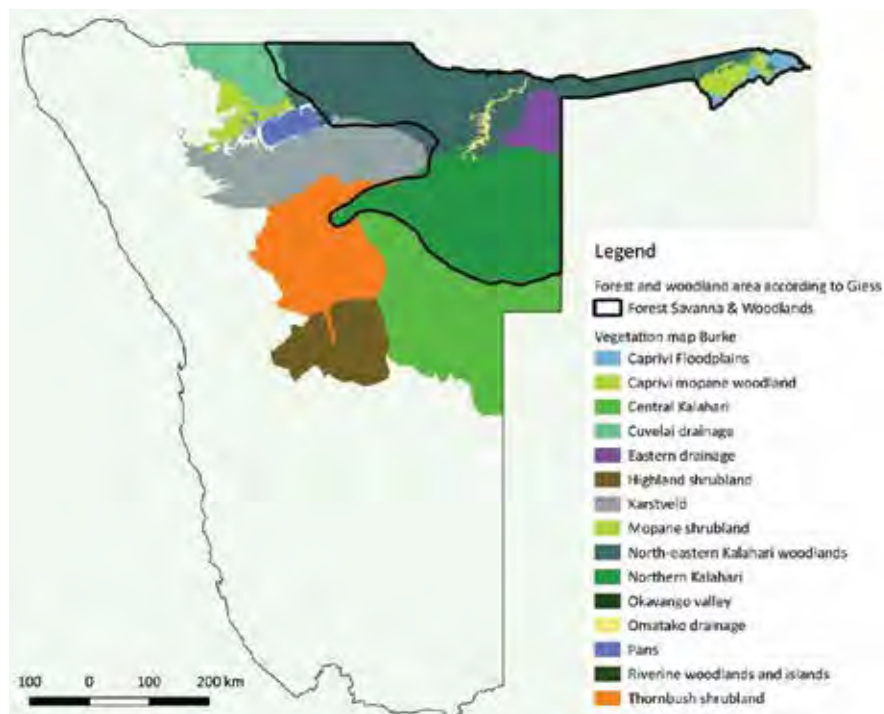 Legend
Forest and woodland area according to Giess
Forest Savanna & Woodlands
Vegetation map Burke
Caprivi Floodplains
Caprivi mopane woodland
Central Kalahari
Cuvelai drainage
Eastern drainage
Highland shrubland
Karstveld
Mopane shrubland
North-eastern Kalahari woodlands
Northern Kalahari
Okavango valley
Omatako drainage
Pans
Riverine woodlands and islands
Thornbush shrubland
100 0 100 200 km